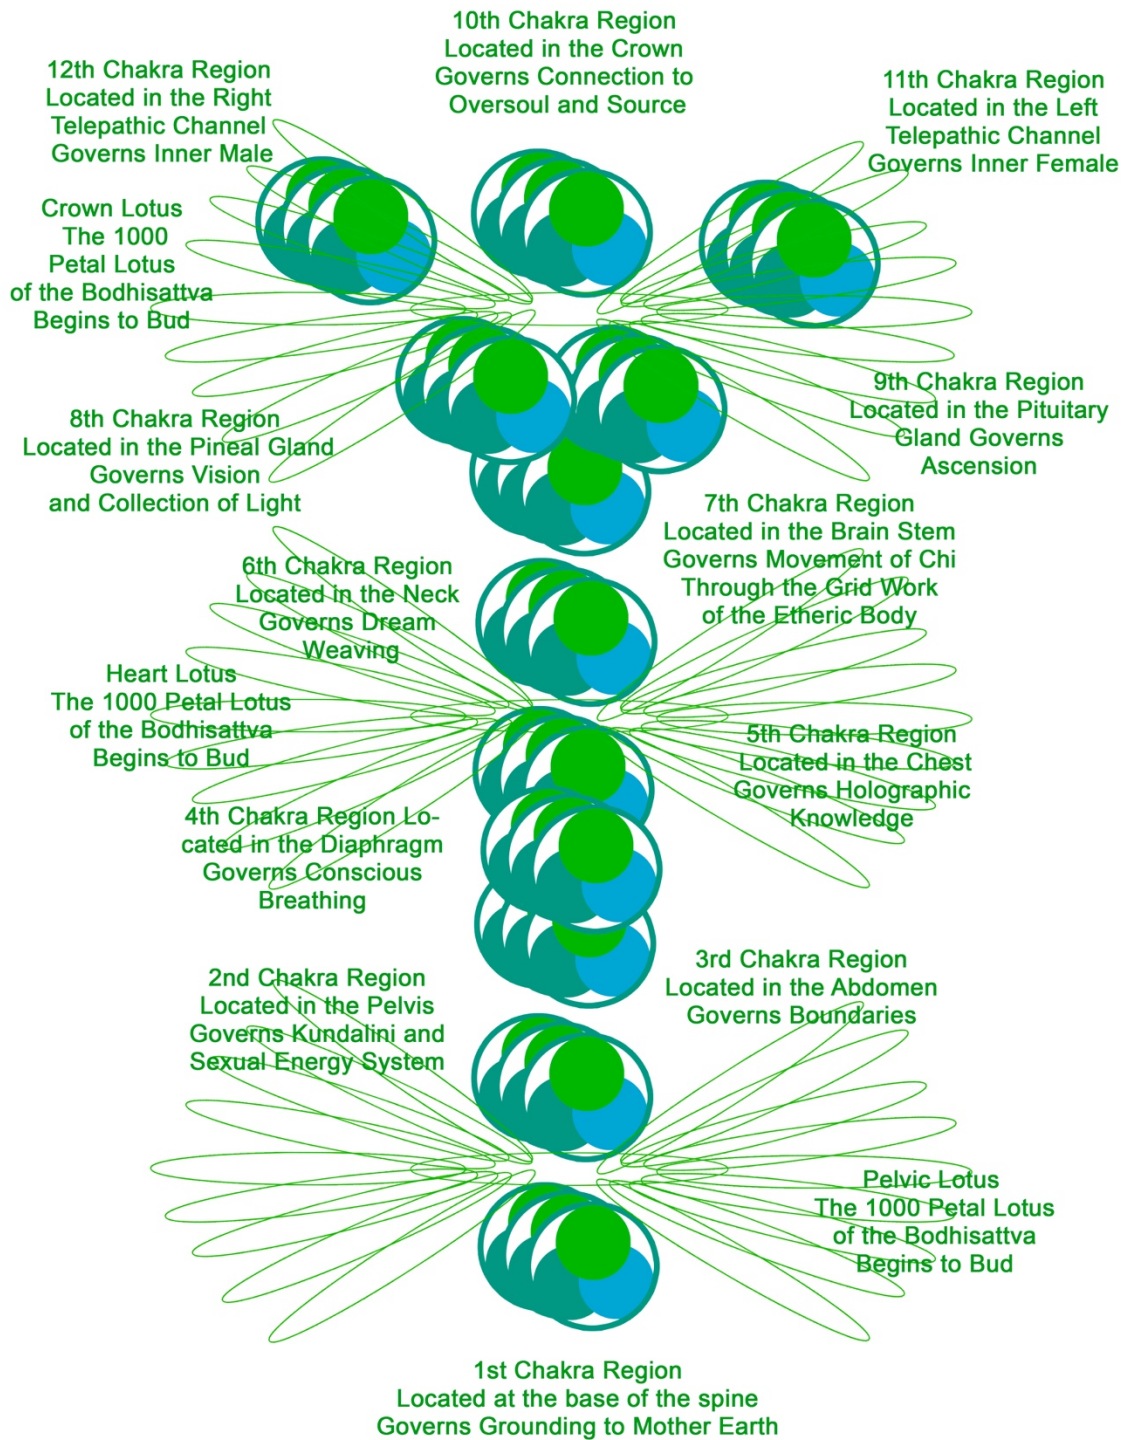 10th Chakra Region
Located in the Crown
Governs Connection to
Oversoul and Source
12th Chakra Region
Located in the Right
Telepathic Channel
Governs Inner Male
11th Chakra Region
Located in the Left
Telepathic Channel
Governs Inner Female
Crown Lotus
The 1000
Petal Lotus
of the Bodhisattva
Begins to Bud
9th Chakra Region
Located in the Pituitary
Gland Governs
Ascension
8th Chakra Region
Located in the Pineal Gland
Governs Vision
and Collection of Light
7th Chakra Region
Located in the Brain Stem
Governs Movement of Chi
Through the Grid Work
of the Etheric Body
6th Chakra Region
Located in the Neck
Governs Dream
Weaving
Heart Lotus
The 1000 Petal Lotus
of the Bodhisattva
Begins to Bud
5th Chakra Region
Located in the Chest
Governs Holographic
Knowledge
4th Chakra Region Lo-
cated in the Diaphragm
Governs Conscious
Breathing
3rd Chakra Region
Located in the Abdomen
Governs Boundaries
2nd Chakra Region
Located in the Pelvis
Governs Kundalini and
Sexual Energy System
Pelvic Lotus
The 1000 Petal Lotus
of the Bodhisattva
Begins to Bud
1st Chakra Region
Located at the base of the spine
Governs Grounding to Mother Earth